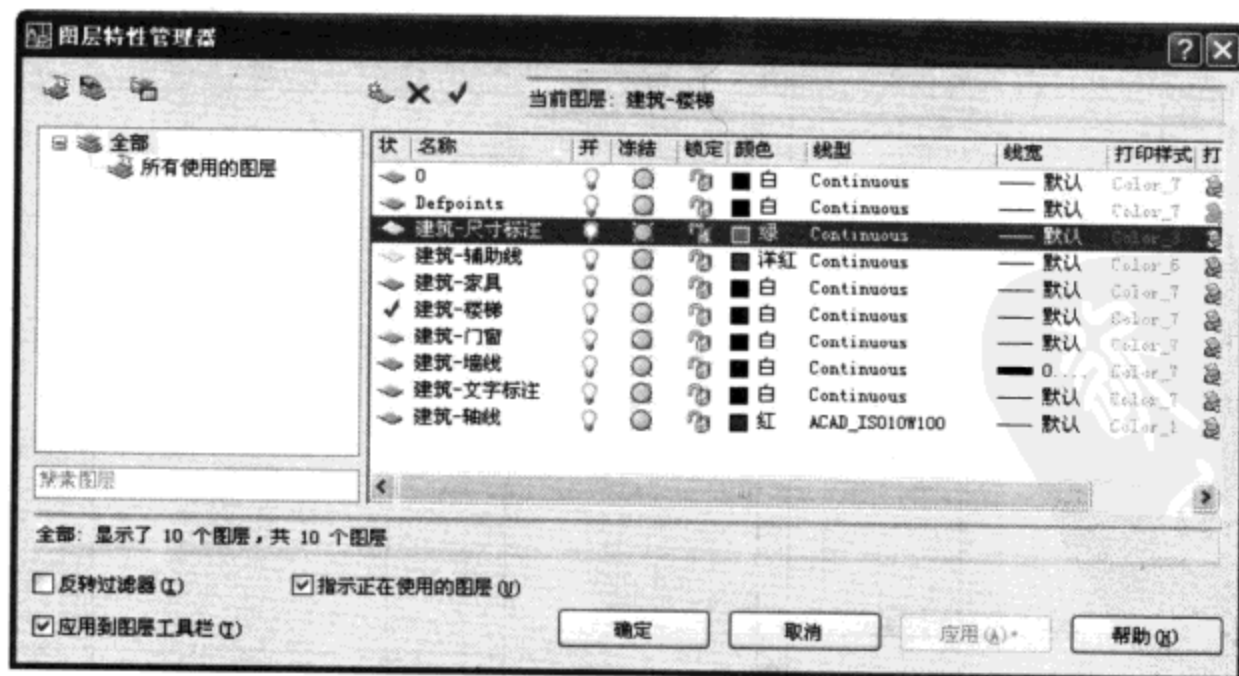 图层特性管理器
当前图层: 建筑-楼梯
全部
所有使用的图层
状 名称 开 冻结 锁定 颜色 线型 线宽 打印样式 打
0 白 Continuous 默认 Color_7
Defpoints 白 Continuous 默认 Color_7
建筑-尺寸标注 绿 Continuous 默认 Color_3
建筑-辅助线 洋红 Continuous 默认 Color_6
建筑-家具 白 Continuous 默认 Color_7
建筑-楼梯 白 Continuous 默认 Color_7
建筑-门窗 白 Continuous 默认 Color_7
建筑-墙线 白 Continuous 0.... Color_7
建筑-文字标注 白 Continuous 默认 Color_7
建筑-轴线 红 ACAD_ISO10W100 默认 Color_1
搜索图层
全部: 显示了 10 个图层,共 10 个图层
反转过滤器(I) 指示正在使用的图层(U)
应用到图层工具栏(T) 确定 取消 应用(A) 帮助(H)